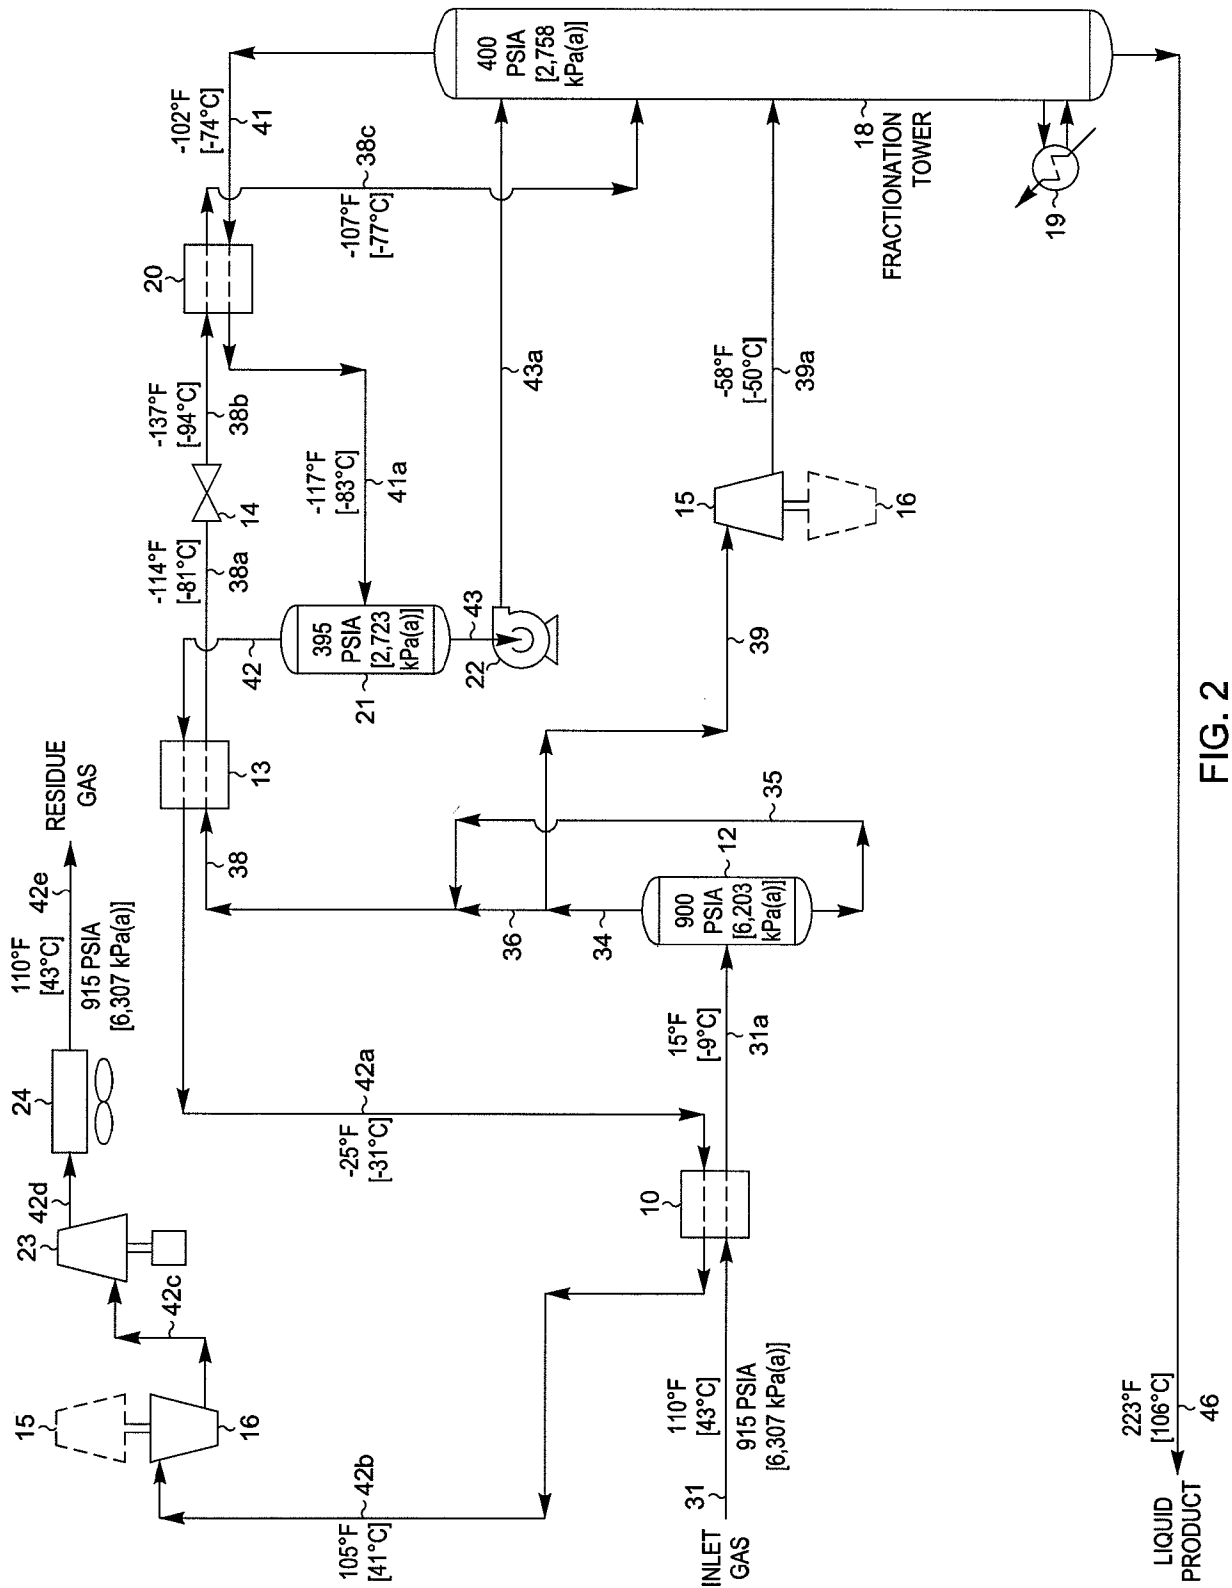 RESIDUE
GAS
42e
110°F
[43°C]
915 PSIA
[6,307 kPa(a)]
24
42d
23
42c
15
16
42b
105°F
[41°C]
-25°F
[-31°C]
42a
10
INLET
GAS
31
110°F
[43°C]
915 PSIA
[6,307 kPa(a)]
15°F
[-9°C]
31a
900
PSIA
[6,203
kPa(a)]
12
34
36
35
38
13
39
42
395
PSIA
[2,723
kPa(a)]
21
43
22
-114°F
[-81°C]
38a
14
-137°F
[-94°C]
38b
20
-117°F
[-83°C]
41a
43a
-107°F
[-77°C]
38c
-102°F
[-74°C]
41
15
16
-58°F
[-50°C]
39a
400
PSIA
[2,758
kPa(a)]
18
FRACTIONATION
TOWER
19
223°F
[106°C]
46
LIQUID
PRODUCT
FIG. 2